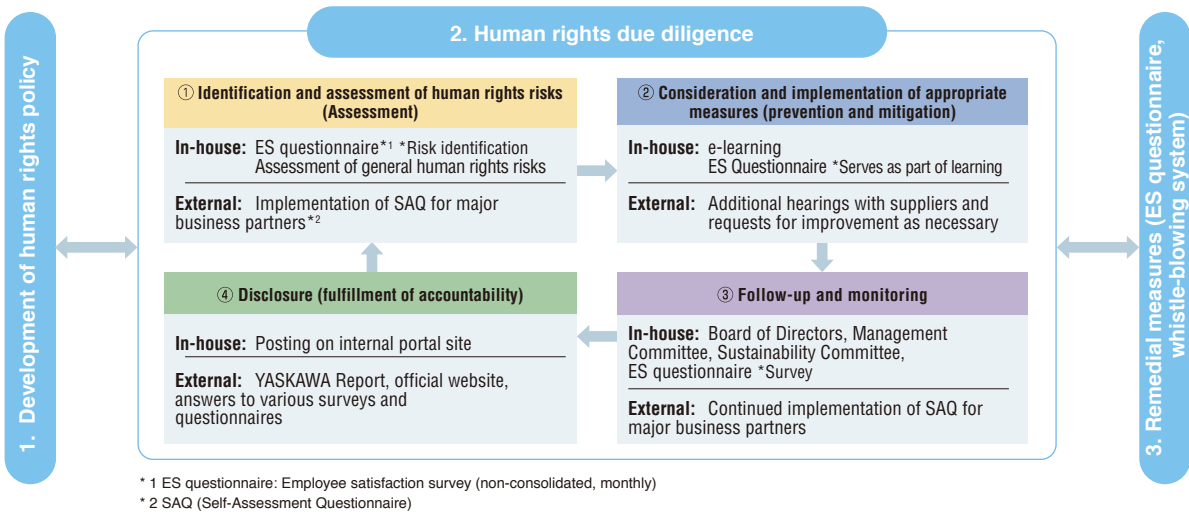 1. Development of human rights policy
2. Human rights due diligence
① Identification and assessment of human rights risks
(Assessment)
In-house: ES questionnaire*1 *Risk identification
Assessment of general human rights risks
External: Implementation of SAQ for major
business partners*2
② Consideration and implementation of appropriate
measures (prevention and mitigation)
In-house: e-learning
ES Questionnaire *Serves as part of learning
External: Additional hearings with suppliers and
requests for improvement as necessary
③ Follow-up and monitoring
In-house: Board of Directors, Management
Committee, Sustainability Committee,
ES questionnaire *Survey
External: Continued implementation of SAQ for
major business partners
④ Disclosure (fulfillment of accountability)
In-house: Posting on internal portal site
External: YASKAWA Report, official website,
answers to various surveys and
questionnaires
3. Remedial measures (ES questionnaire,
whistle-blowing system)
* 1 ES questionnaire: Employee satisfaction survey (non-consolidated, monthly)
* 2 SAQ (Self-Assessment Questionnaire)